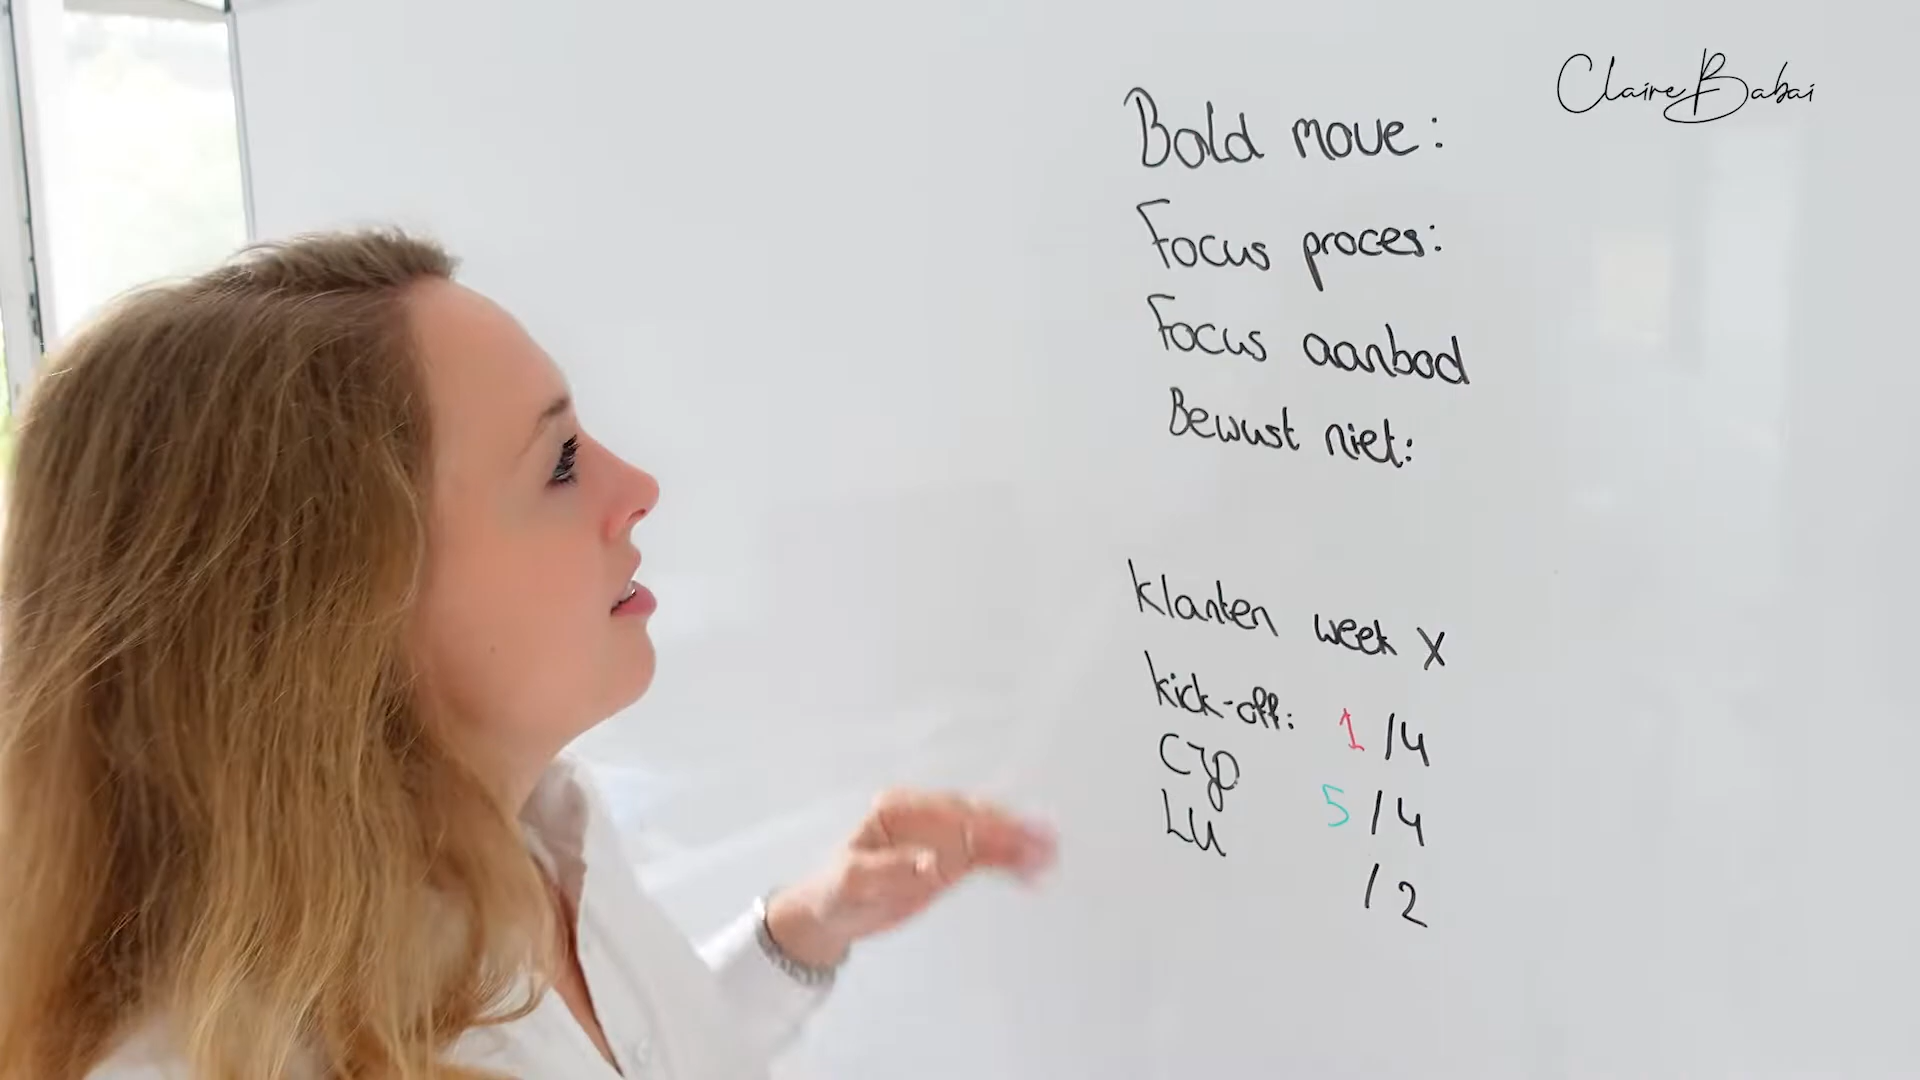 Claire Babai
Bold move:
Focus proces:
Focus aanbod
Bewust niet:
Klanten week X
kick-off: 1/4
C70 5/4
LU /2